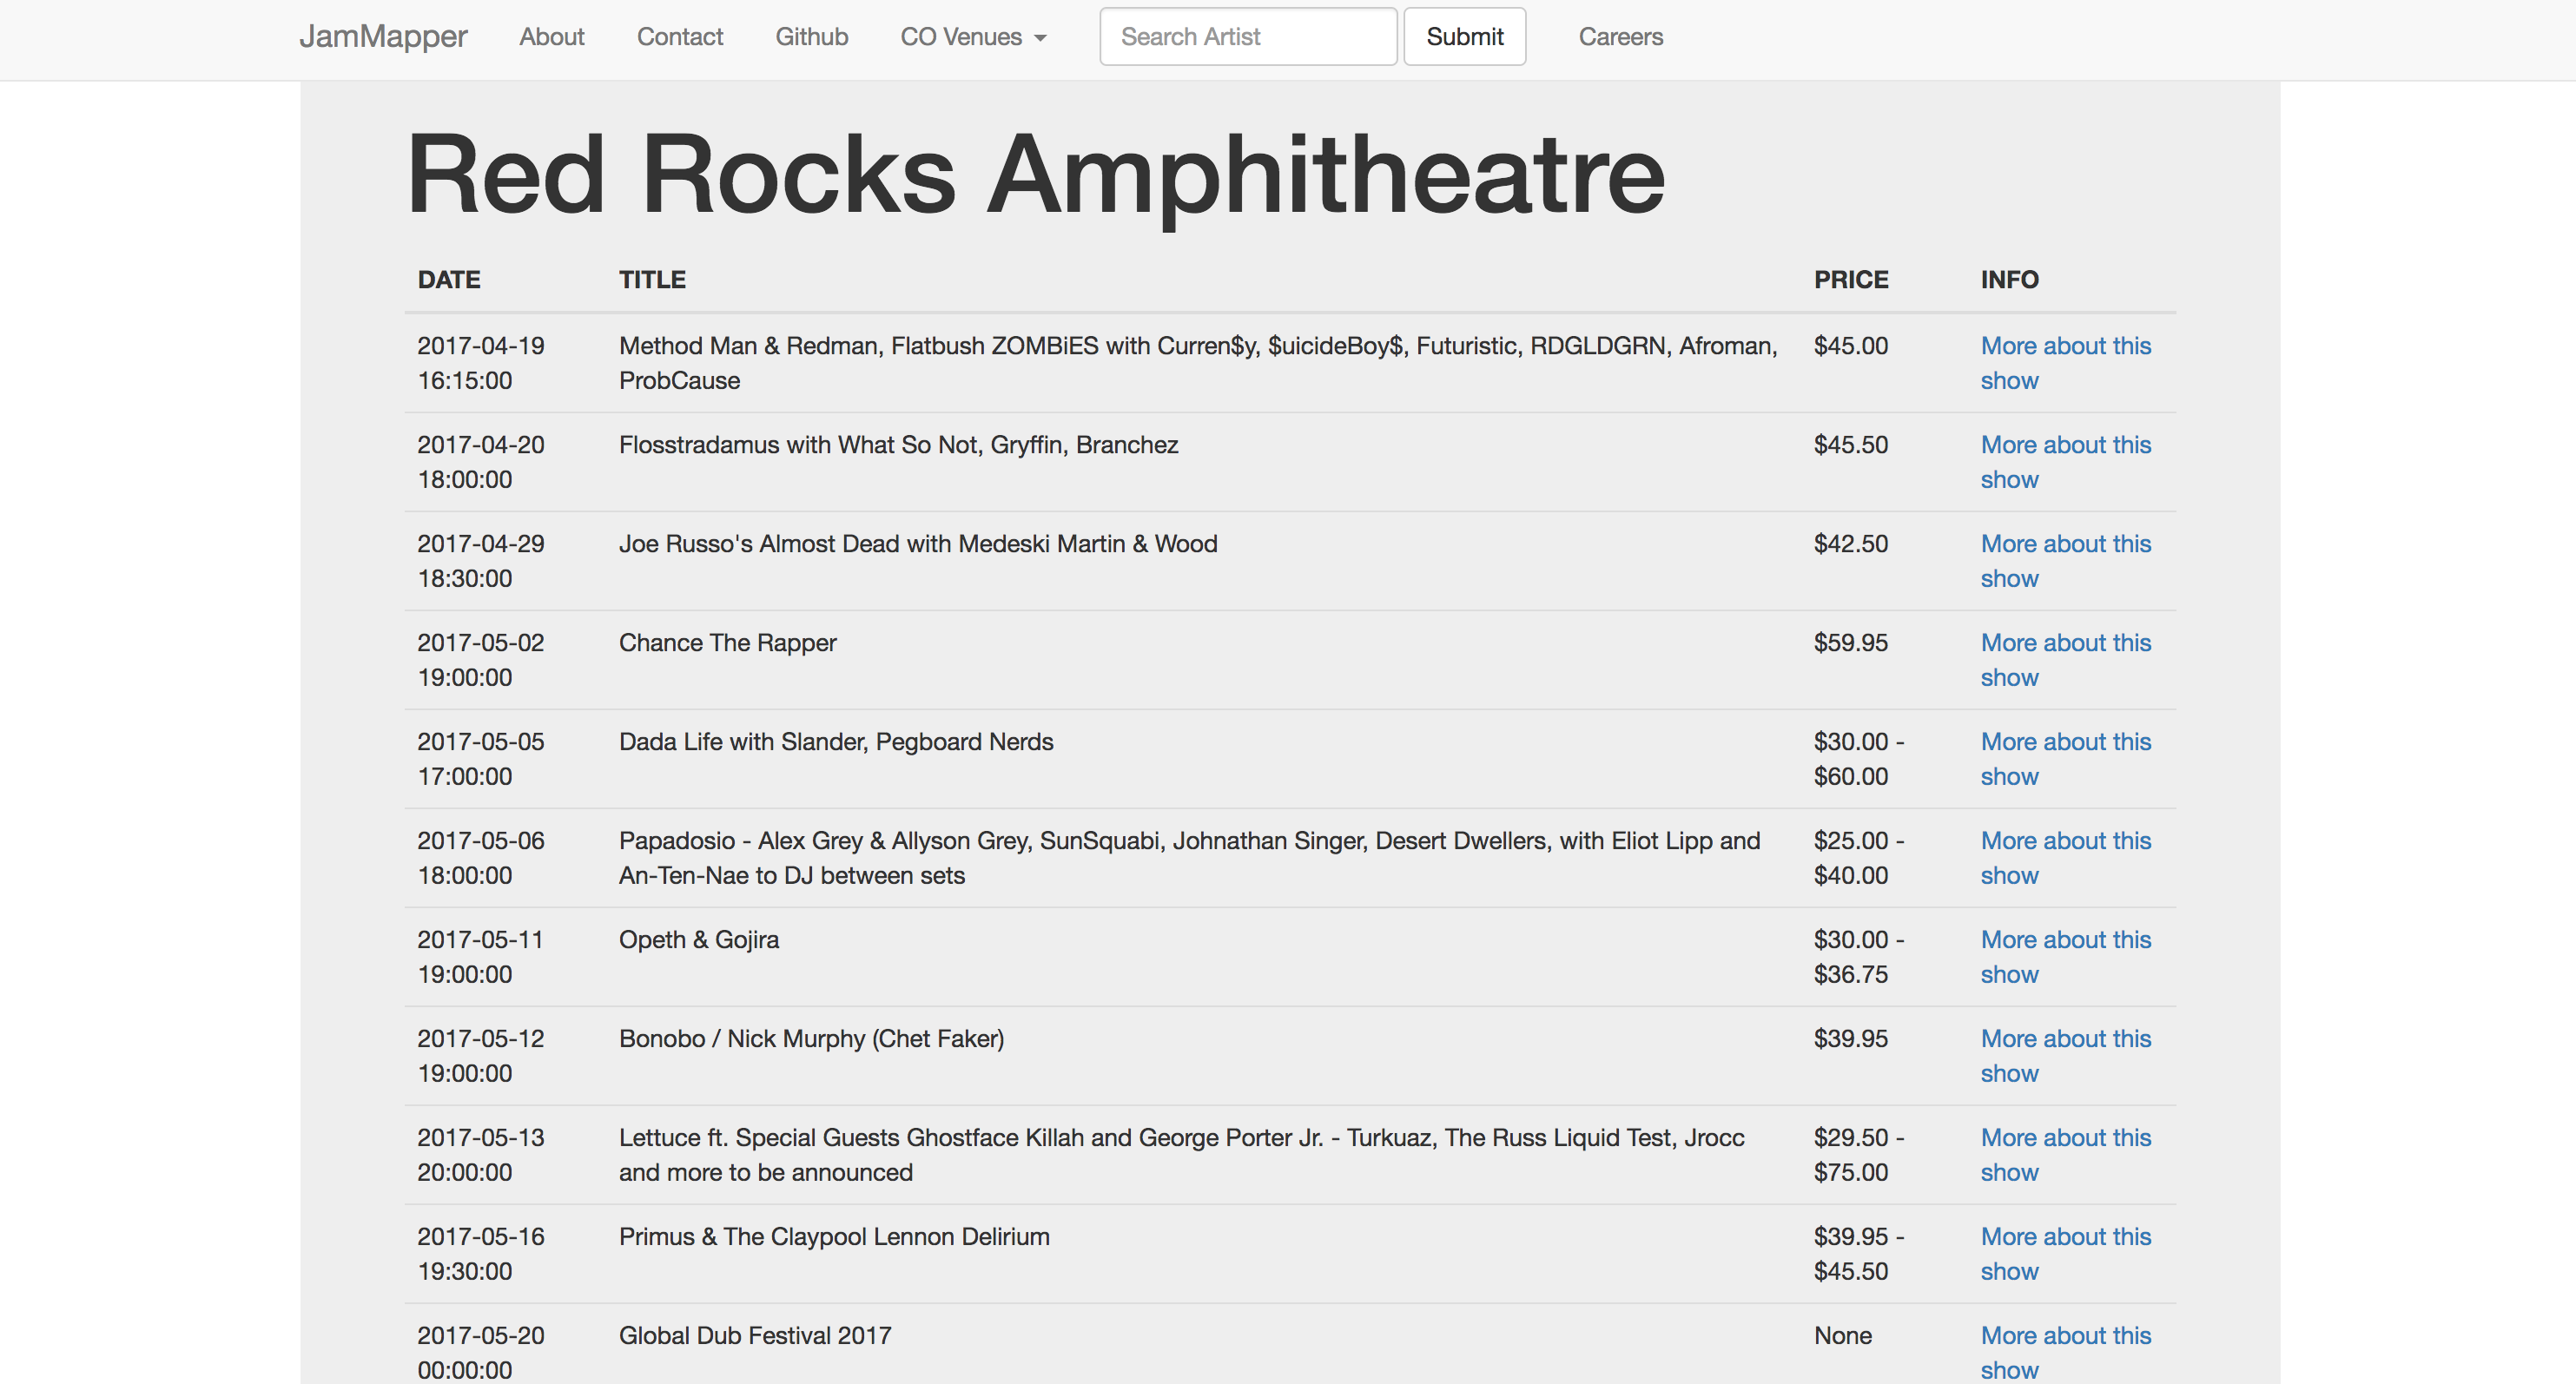 JamMapper About Contact Github CO Venues Search Artist Submit Careers
Red Rocks Amphitheatre
DATE TITLE PRICE INFO
2017-04-19 Method Man & Redman, Flatbush ZOMBiES with Curren$y, $uicideBoy$, Futuristic, RDGLDGRN, Afroman, $45.00 More about this
16:15:00 ProbCause show
2017-04-20 Flosstradamus with What So Not, Gryffin, Branchez $45.50 More about this
18:00:00 show
2017-04-29 Joe Russo's Almost Dead with Medeski Martin & Wood $42.50 More about this
18:30:00 show
2017-05-02 Chance The Rapper $59.95 More about this
19:00:00 show
2017-05-05 Dada Life with Slander, Pegboard Nerds $30.00 - More about this
17:00:00 $60.00 show
2017-05-06 Papadosio - Alex Grey & Allyson Grey, SunSquabi, Johnathan Singer, Desert Dwellers, with Eliot Lipp and $25.00 - More about this
18:00:00 An-Ten-Nae to DJ between sets $40.00 show
2017-05-11 Opeth & Gojira $30.00 - More about this
19:00:00 $36.75 show
2017-05-12 Bonobo / Nick Murphy (Chet Faker) $39.95 More about this
19:00:00 show
2017-05-13 Lettuce ft. Special Guests Ghostface Killah and George Porter Jr. - Turkuaz, The Russ Liquid Test, Jrocc $29.50 - More about this
20:00:00 and more to be announced $75.00 show
2017-05-16 Primus & The Claypool Lennon Delirium $39.95 - More about this
19:30:00 $45.50 show
2017-05-20 Global Dub Festival 2017 None More about this
00:00:00 show